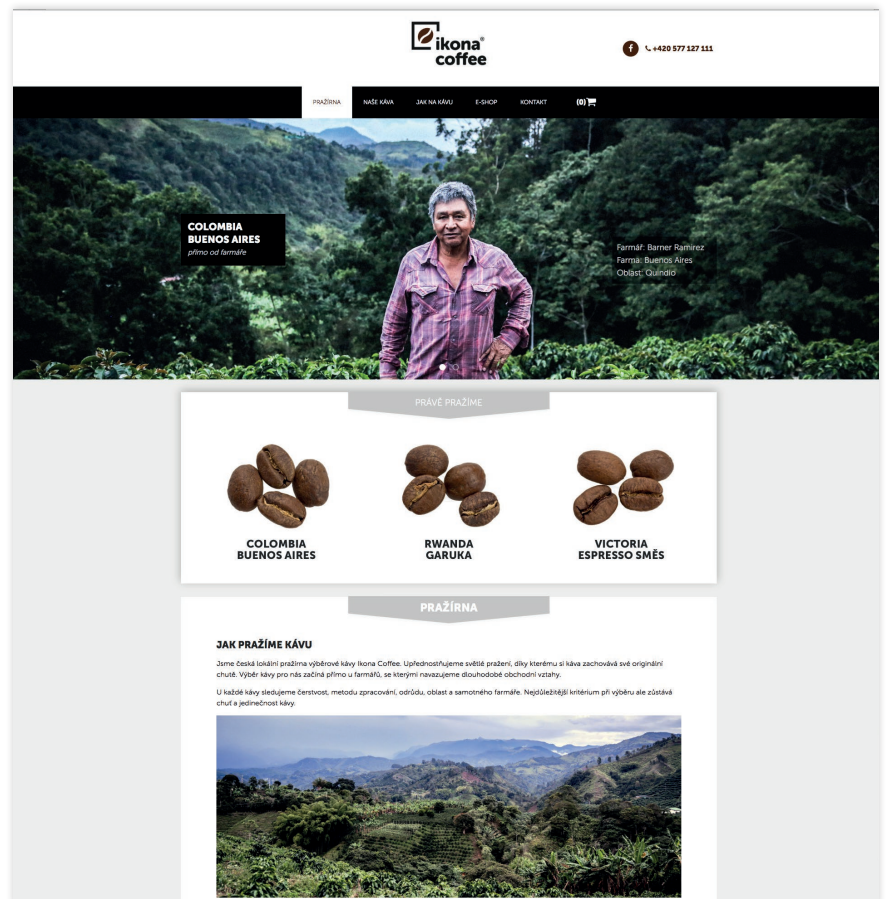 ikona®
coffee
f
+420 577 127 111
PRAŽÍRNA NAŠE KÁVA JAK NA KÁVU E-SHOP KONTAKT (0)
COLOMBIA
BUENOS AIRES
přímo od farmáře
Farmář: Barner Ramirez
Farma: Buenos Aires
Oblast: Quindío
PRÁVĚ PRAŽÍME
COLOMBIA
BUENOS AIRES
RWANDA
GARUKA
VICTORIA
ESPRESSO SMĚS
PRAŽÍRNA
JAK PRAŽÍME KÁVU
Jsme česká lokální pražírna výběrové kávy Ikona Coffee. Upřednostňujeme světlé pražení, díky kterému si káva zachovává své originální
chutě. Výběr kávy pro nás začíná přímo u farmářů, se kterými navazujeme dlouhodobé obchodní vztahy.
U každé kávy sledujeme čerstvost, metodu zpracování, odrůdu, oblast a samotného farmáře. Nejdůležitější kritérium při výběru ale zůstává
chuť a jedinečnost kávy.